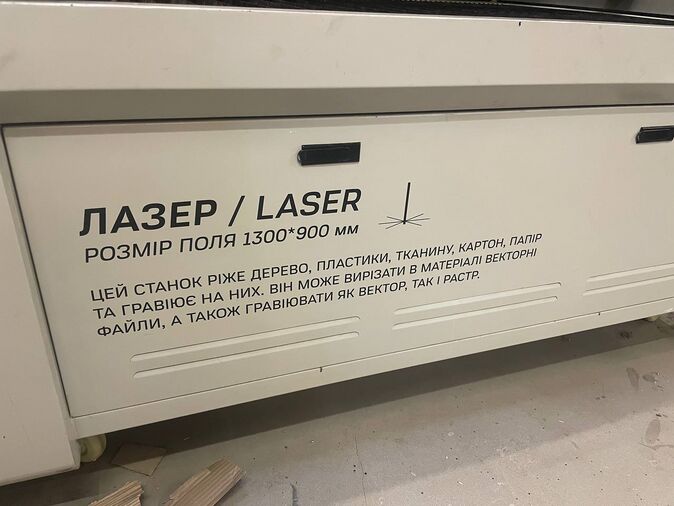 ЛАЗЕР / LASER
РОЗМІР ПОЛЯ 1300*900 мм
ЦЕЙ СТАНОК РІЖЕ ДЕРЕВО, ПЛАСТИКИ, ТКАНИНУ, КАРТОН, ПАПІР
ТА ГРАВІЮЄ НА НИХ. ВІН МОЖЕ ВИРІЗАТИ В МАТЕРІАЛІ ВЕКТОРНІ
ФАЙЛИ, А ТАКОЖ ГРАВІЮВАТИ ЯК ВЕКТОР, ТАК І РАСТР.